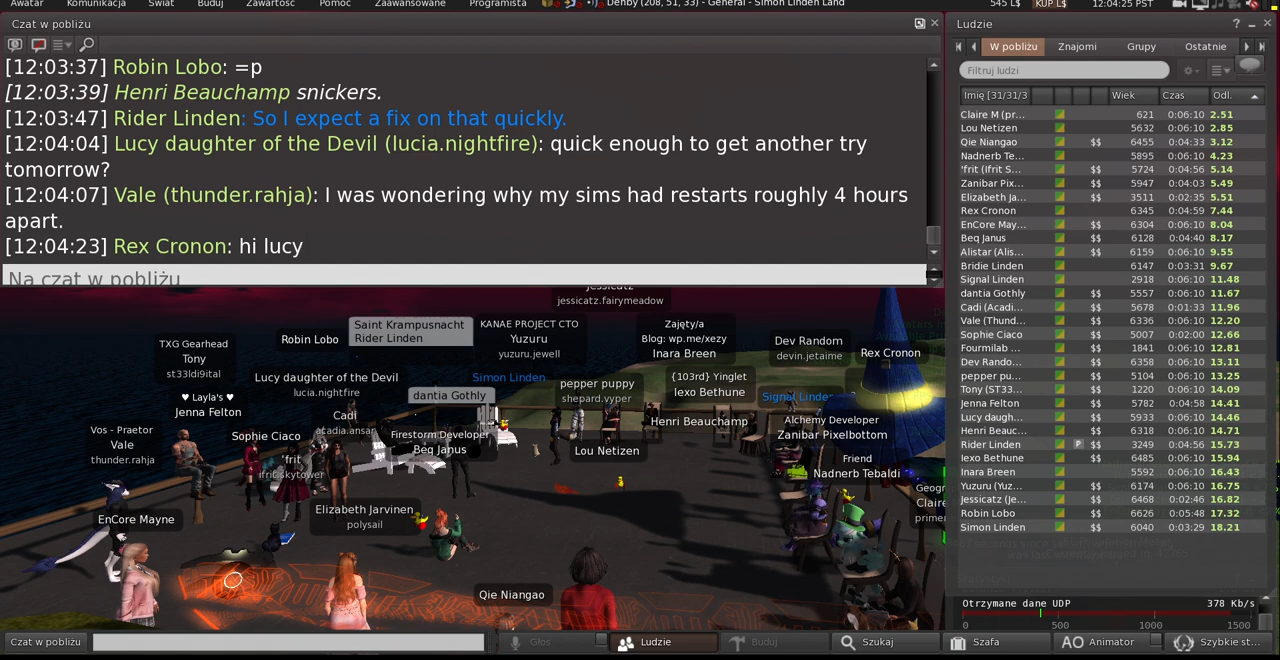 Awatar Komunikacja Świat Buduj Zawartość Pomoc Zaawansowane Programista Denby (208, 51, 33) - General - Simon Linden Land 545 L$ KUP L$ 12:04:25 PST
Czat w pobliżu
[12:03:37] Robin Lobo: =p
[12:03:39] Henri Beauchamp snickers.
[12:03:47] Rider Linden: So I expect a fix on that quickly.
[12:04:04] Lucy daughter of the Devil (lucia.nightfire): quick enough to get another try
tomorrow?
[12:04:07] Vale (thunder.rahja): I was wondering why my sims had restarts roughly 4 hours
apart.
[12:04:23] Rex Cronon: hi lucy
Na czat w pobliżu
Ludzie
W pobliżu Znajomi Grupy Ostatnie
Filtruj ludzi
Imię [31/31/3 Wiek Czas Odl.
Claire M (pr... 621 0:06:10 2.51
Lou Netizen 5632 0:06:10 2.85
Qie Niangao $$ 6455 0:04:33 3.12
Nadnerb Te... 5895 0:06:10 4.23
'frit (Ifrit S... $$ 5724 0:04:56 5.14
Zanibar Pix... $$ 5947 0:04:03 5.49
Elizabeth Ja... $$ 3511 0:02:35 5.51
Rex Cronon 6345 0:04:59 7.44
EnCore May... $$ 6304 0:06:10 8.04
Beq Janus $$ 6128 0:04:40 8.17
Alistar (Alis... $$ 6159 0:06:10 9.55
Bridie Linden 6147 0:03:31 9.67
Signal Linden 2918 0:06:10 11.48
dantia Gothly $$ 5557 0:06:10 11.67
Cadi (Acadi... $$ 5678 0:01:33 11.96
Vale (Thund... $$ 6336 0:06:10 12.20
Sophie Ciaco $$ 5007 0:02:00 12.66
Fourmilab ... $$ 1841 0:06:10 12.81
Dev Rando... $$ 6358 0:06:10 13.11
pepper pu... $$ 5104 0:06:10 13.25
Tony (ST33... $$ 1220 0:06:10 14.09
Jenna Felton $$ 5782 0:04:58 14.41
Lucy daugh... $$ 5933 0:06:10 14.46
Henri Beauc... $$ 6318 0:06:10 14.71
Rider Linden P $$ 3249 0:04:56 15.73
Iexo Bethune $$ 6485 0:06:10 15.94
Inara Breen 5592 0:06:10 16.43
Yuzuru (Yuz... $$ 6174 0:06:10 16.75
Jessicatz (Je... $$ 6468 0:02:46 16.82
Robin Lobo $$ 6626 0:05:48 17.32
Simon Linden $$ 6040 0:03:29 18.21
Otrzymane dane UDP 378 Kb/s
0 500 1000 1500
jessicatz
jessicatz.fairymeadow
Saint Krampusnacht
Rider Linden
Robin Lobo
KANAE PROJECT CTO
Yuzuru
yuzuru.jewell
Zajęty/a
Blog: wp.me/xezy
Inara Breen
Dev Random
devin.jetaime
Rex Cronon
TXG Gearhead
Tony
st33ldi9ital
Lucy daughter of the Devil
lucia.nightfire
Simon Linden
dantia Gothly
pepper puppy
shepard.vyper
{103rd} Yinglet
Iexo Bethune
Signal Linden
♥ Layla's ♥
Jenna Felton
Cadi
acadia.ansar
Henri Beauchamp
Alchemy Developer
Zanibar Pixelbottom
Vos - Praetor
Vale
thunder.rahja
Sophie Ciaco
Firestorm Developer
Beq Janus
Lou Netizen
'frit
ifrit.skytower
Friend
Nadnerb Tebaldi
Geogr
Claire
primer
EnCore Mayne
Elizabeth Jarvinen
polysail
Qie Niangao
Czat w pobliżu Głos Ludzie Buduj Szukaj Szafa AO Animator Szybkie st...